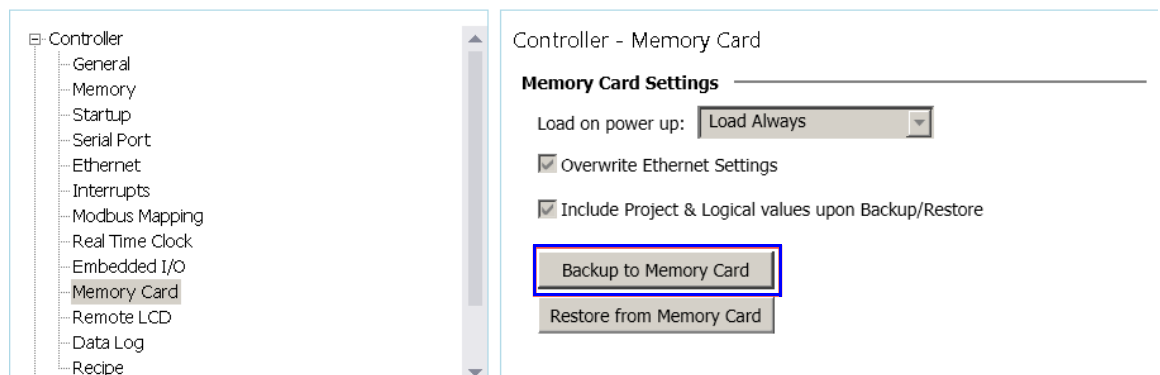 Controller
General
Memory
Startup
Serial Port
Ethernet
Interrupts
Modbus Mapping
Real Time Clock
Embedded I/O
Memory Card
Remote LCD
Data Log
Recipe
Controller - Memory Card
Memory Card Settings
Load on power up: Load Always
Overwrite Ethernet Settings
Include Project & Logical values upon Backup/Restore
Backup to Memory Card
Restore from Memory Card